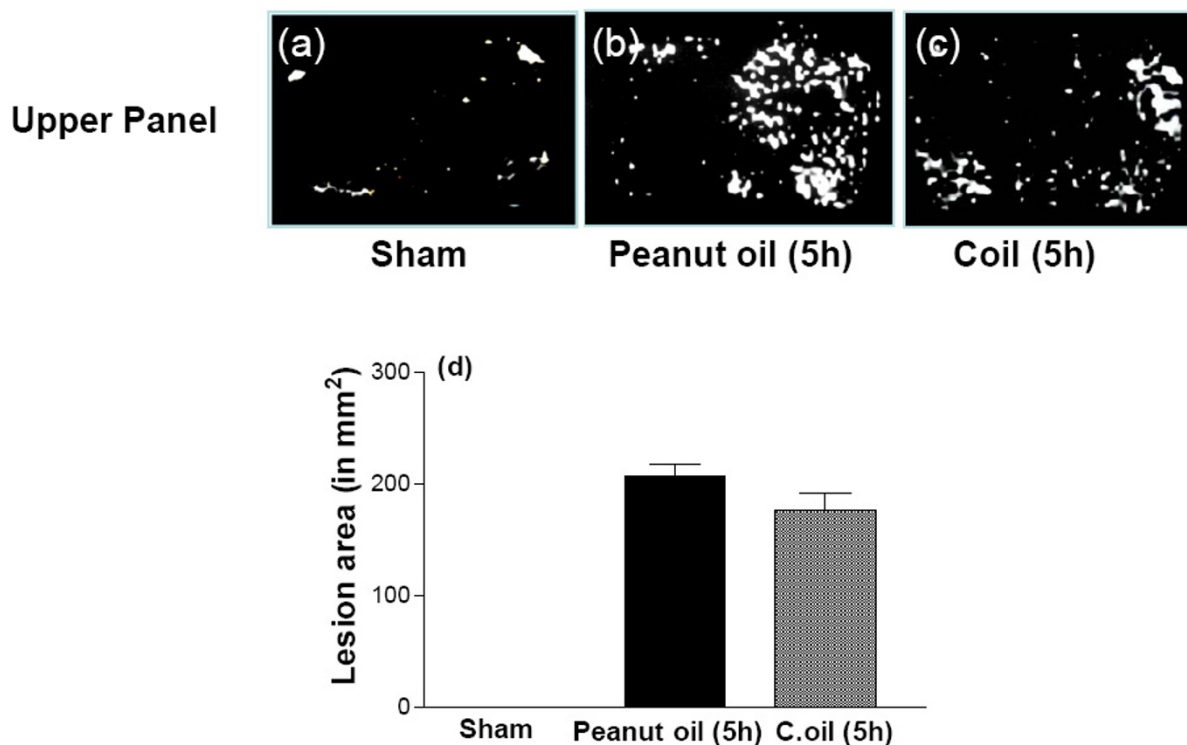 (a)
(b)
(c)
Upper Panel
Sham
Peanut oil (5h)
Coil (5h)
(d)
Lesion area (in mm²)
300
200
100
0
Sham
Peanut oil (5h)
C.oil (5h)